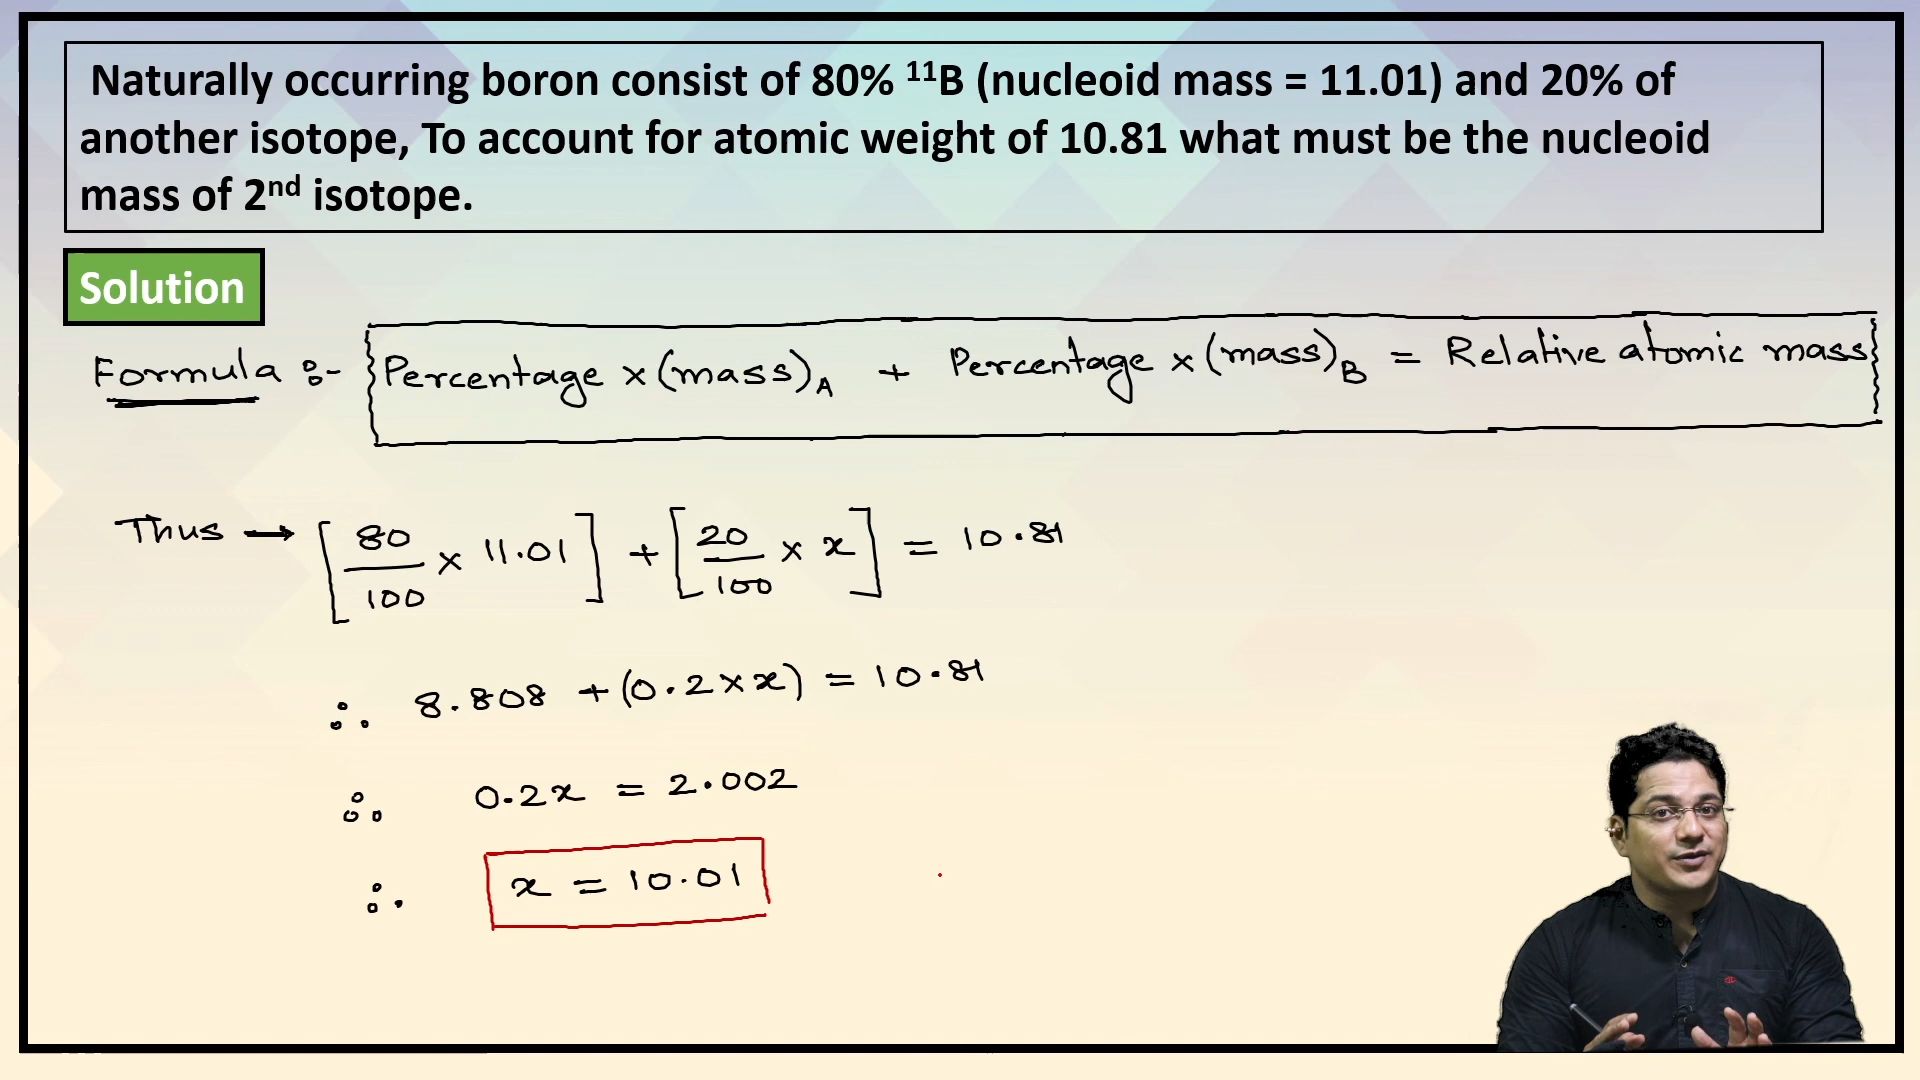 Naturally occurring boron consist of 80% ¹¹B (nucleoid mass = 11.01) and 20% of
another isotope, To account for atomic weight of 10.81 what must be the nucleoid
mass of 2ⁿᵈ isotope.
Solution
Formula :- Percentage x (mass)A + Percentage x (mass)B = Relative atomic mass
Thus → [80/100 x 11.01] + [20/100 x x] = 10.81
∴ 8.808 + (0.2 x x) = 10.81
∴ 0.2x = 2.002
∴ x = 10.01